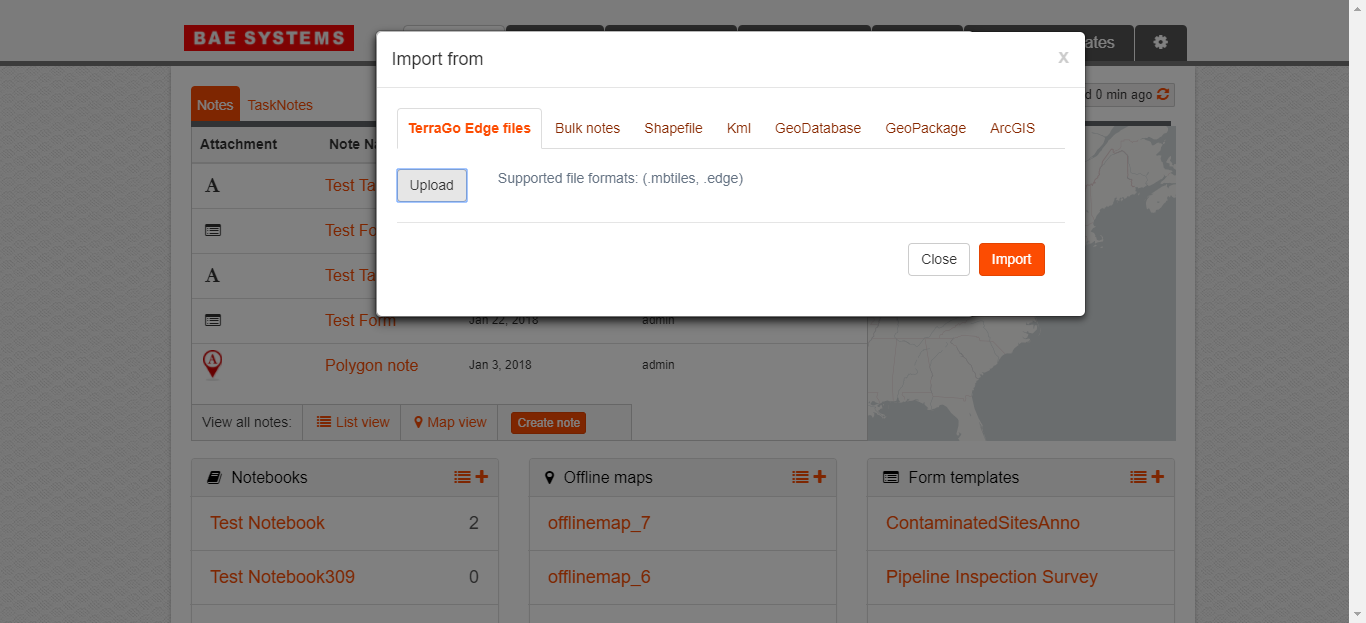 BAE SYSTEMS
ates
Import from
x
d 0 min ago
Notes
TaskNotes
TerraGo Edge files
Bulk notes
Shapefile
Kml
GeoDatabase
GeoPackage
ArcGIS
Attachment
Note Na
Upload
Supported file formats: (.mbtiles, .edge)
A
Test Ta
Test Fo
A
Test Ta
Close
Import
Test Form
Jan 22, 2018
admin
A
Polygon note
Jan 3, 2018
admin
View all notes:
List view
Map view
Create note
Notebooks
Offline maps
Form templates
Test Notebook
2
offlinemap_7
ContaminatedSitesAnno
Test Notebook309
0
offlinemap_6
Pipeline Inspection Survey